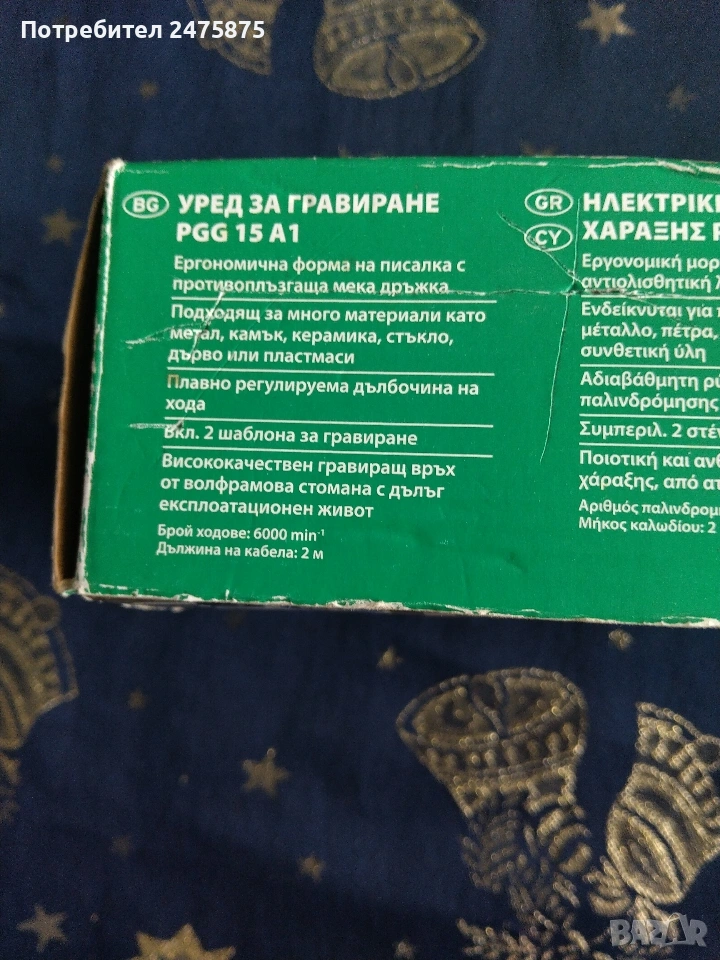 Потребител 2475875
BG УРЕД ЗА ГРАВИРАНЕ
PGG 15 A1
Ергономична форма на писалка с
противоплъзгаща мека дръжка
Подходящ за много материали като
метал, камък, керамика, стъкло,
дърво или пластмаси
Плавно регулируема дълбочина на
хода
Вкл. 2 шаблона за гравиране
Висококачествен гравиращ връх
от волфрамова стомана с дълъг
експлоатационен живот
Брой ходове: 6000 min⁻¹
Дължина на кабела: 2 м
GR ΗΛΕΚΤΡΙΚ
CY ΧΑΡΑΞΗΣ
Εργονομική μορ
αντιολισθητική
Ενδείκνυται για
μέταλλο, πέτρα,
συνθετική ύλη
Αδιαβάθμητη ρ
παλινδρόμησης
Συμπεριλ. 2 στέν
Ποιοτική και αν
χάραξης, από ατ
Αριθμός παλινδρομ
Μήκος καλωδίου: 2
BAZAR